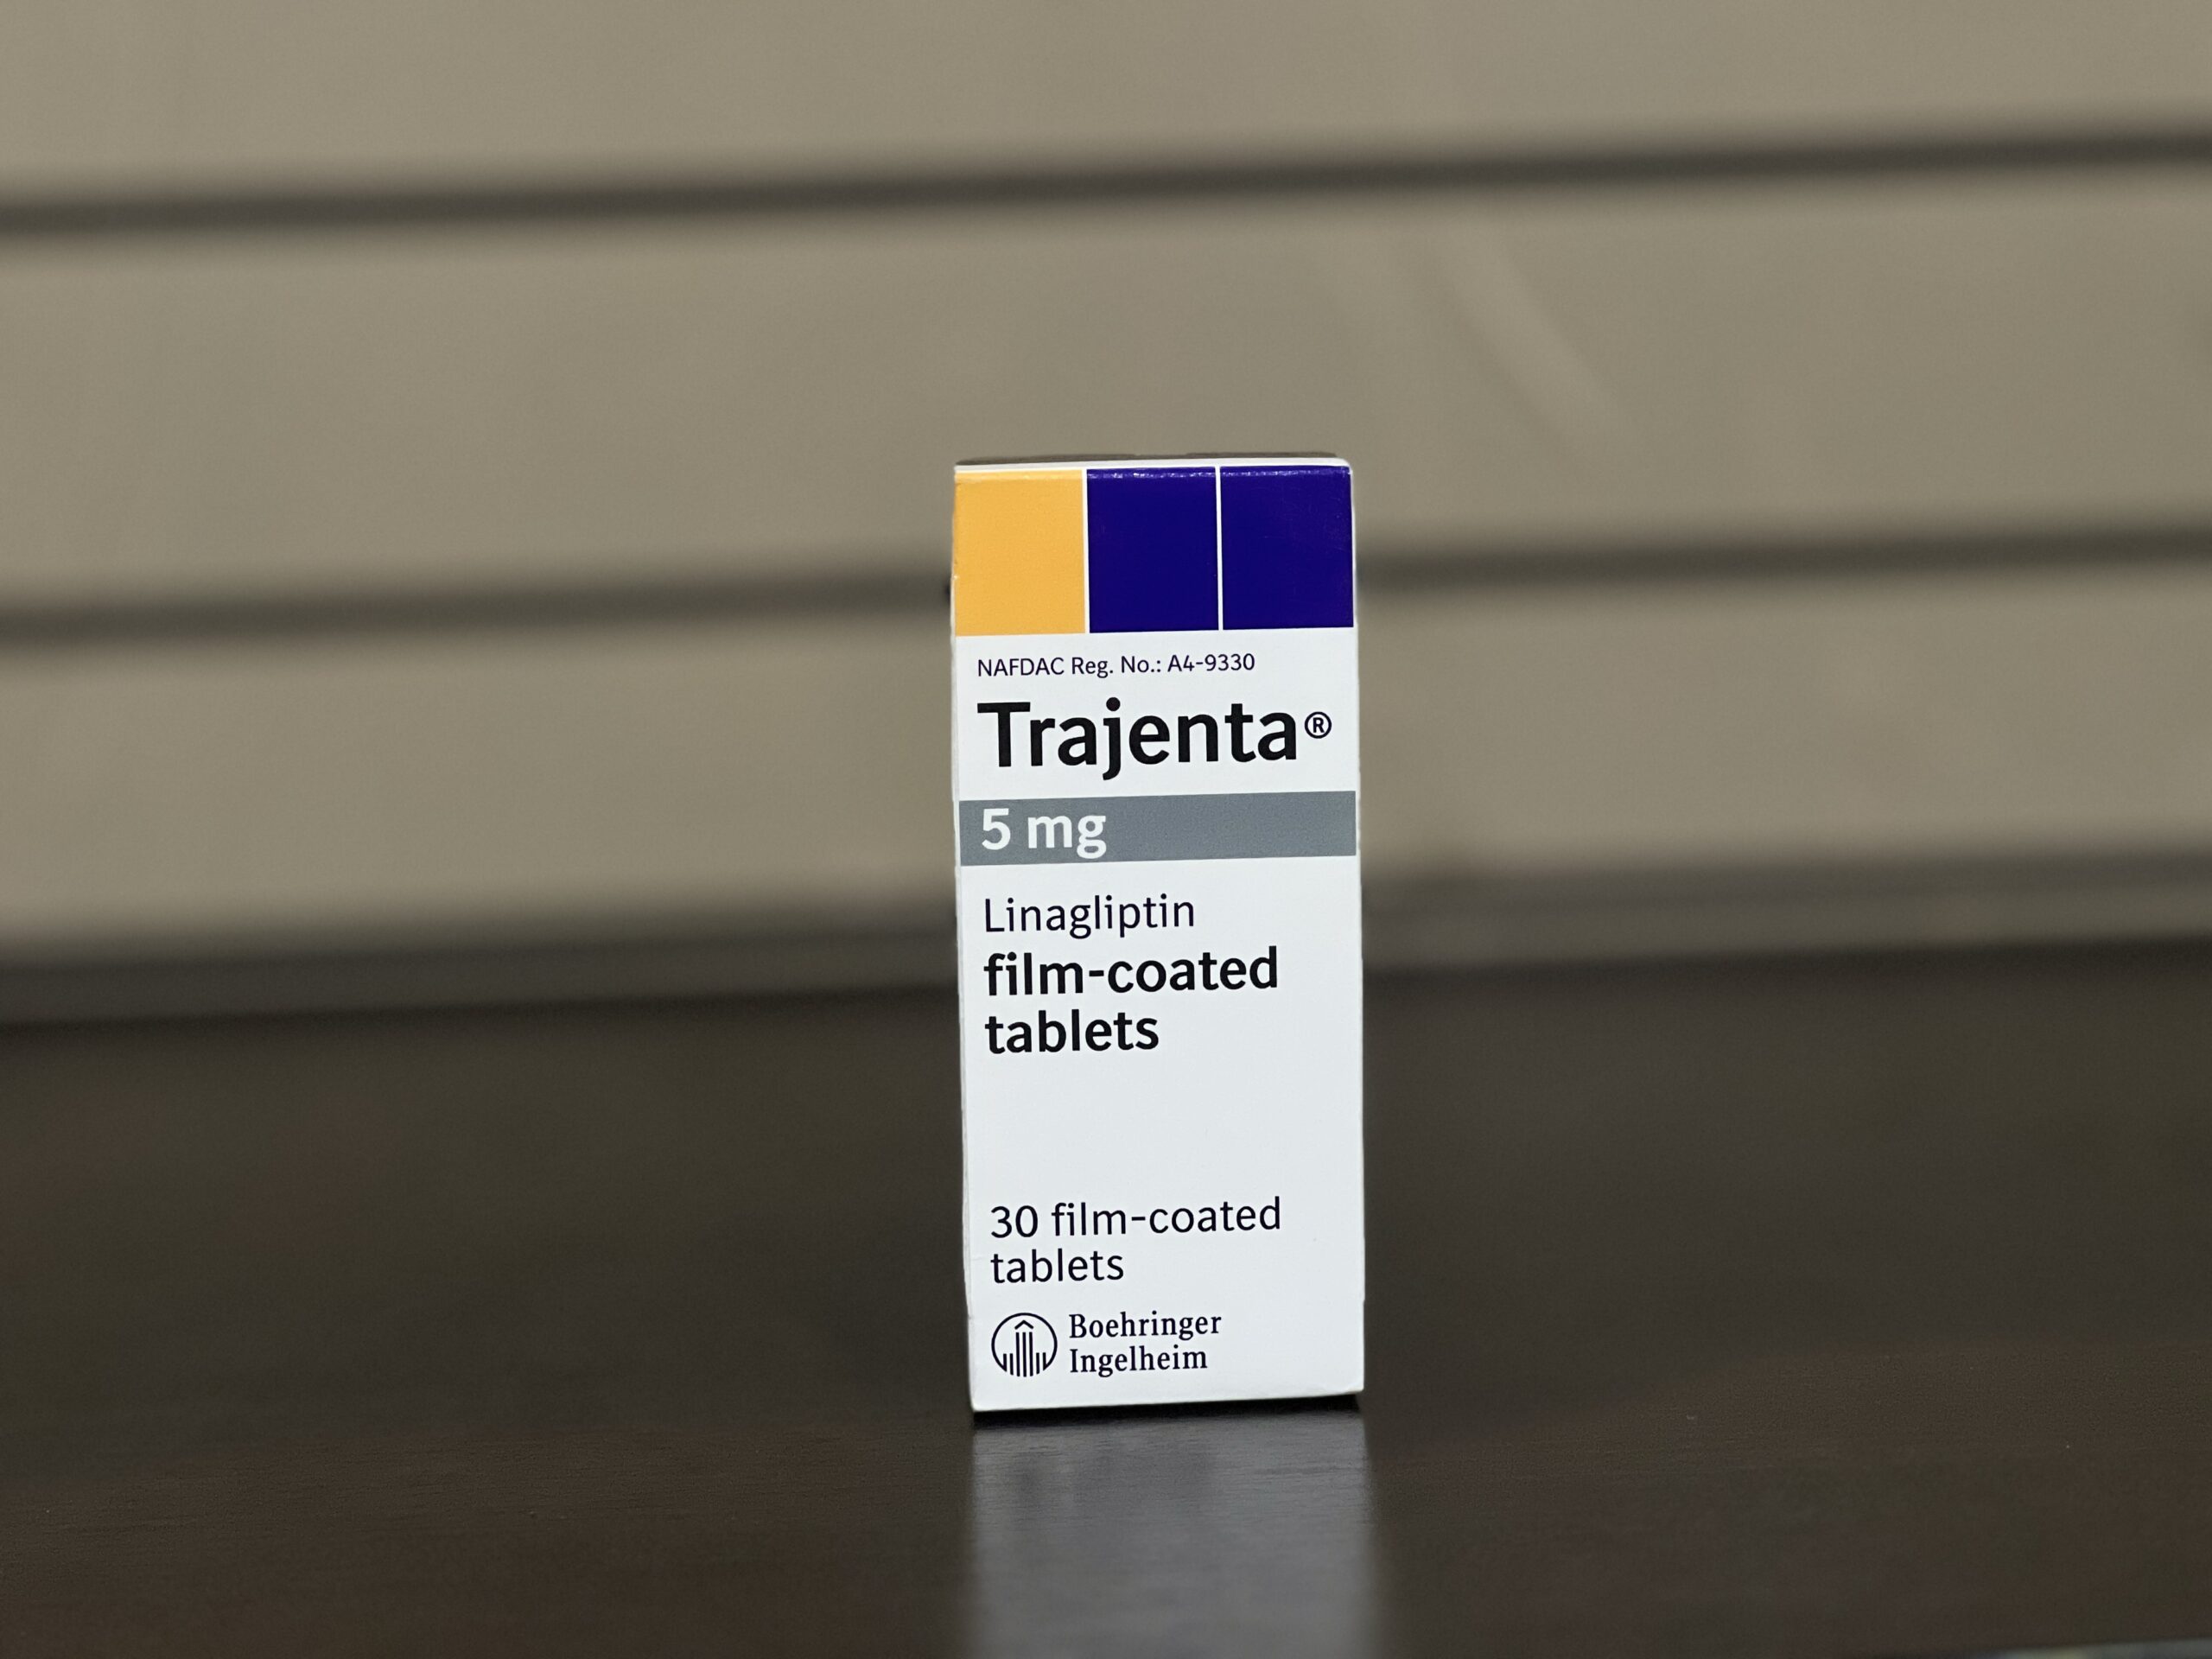 NAFDAC Reg. No.: A4-9330
Trajenta®
5 mg
Linagliptin
film-coated
tablets
30 film-coated
tablets
Boehringer
Ingelheim